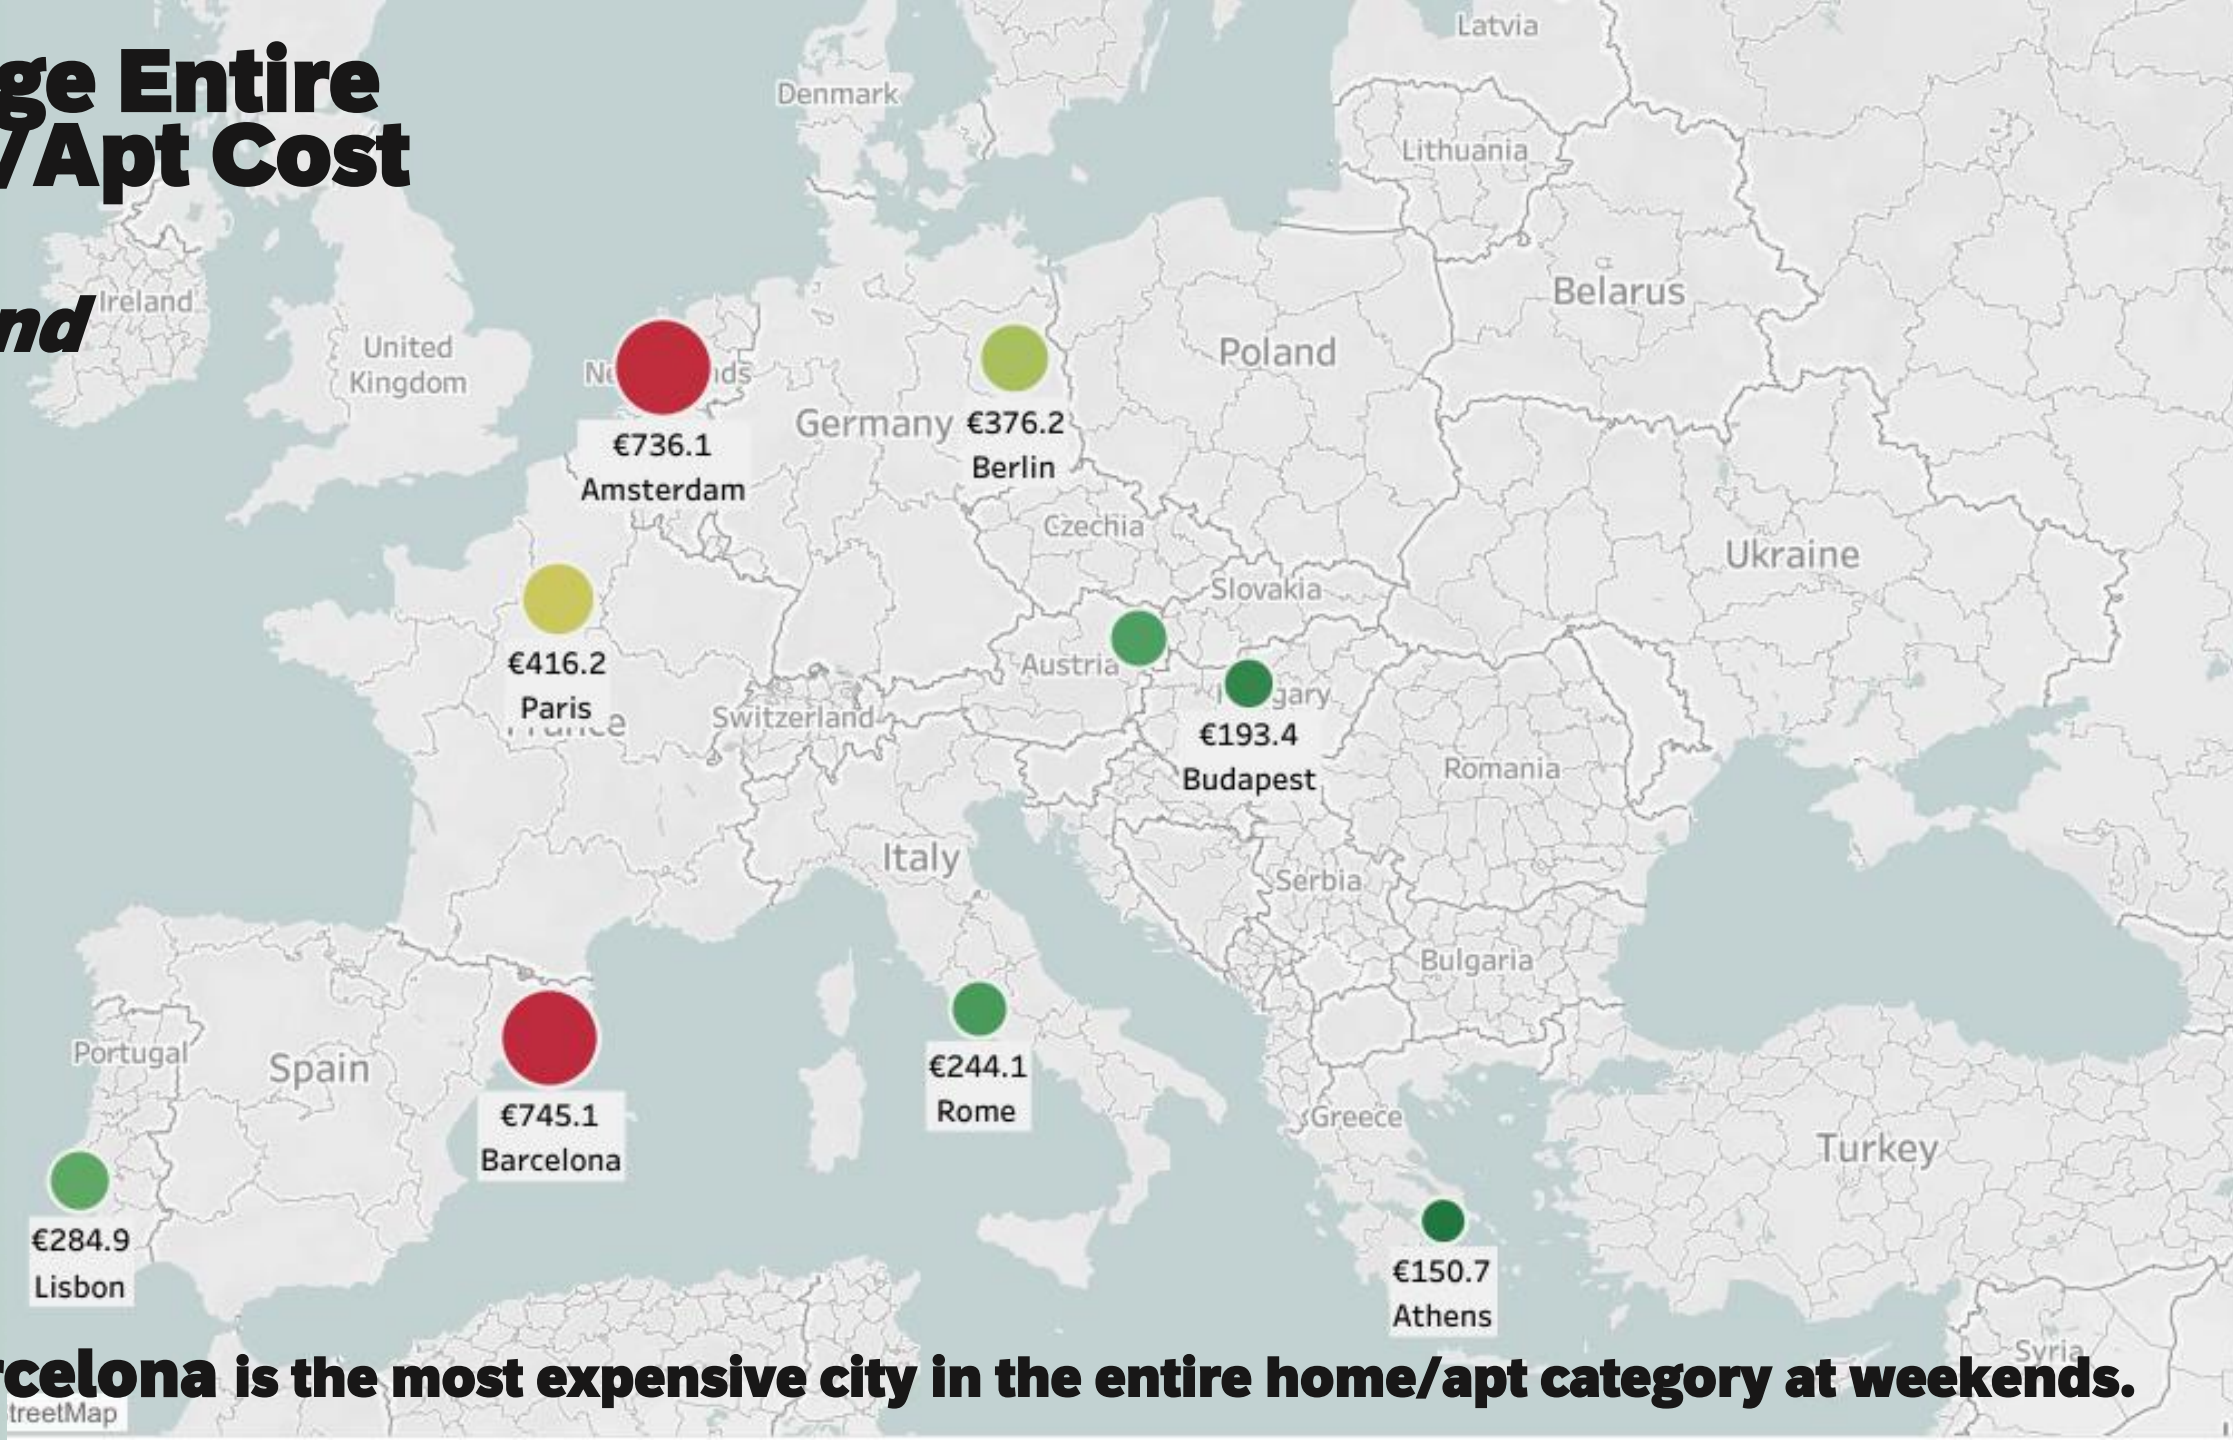 ge Entire
/Apt Cost
nd
Latvia
Denmark
Lithuania
Ireland
Belarus
United
Kingdom
Poland
€736.1
Amsterdam
Germany
€376.2
Berlin
Czechia
Ukraine
Slovakia
€416.2
Paris
Austria
Switzerland
€193.4
Budapest
Romania
Italy
Serbia
Bulgaria
Portugal
Spain
€745.1
Barcelona
€244.1
Rome
Greece
Turkey
€284.9
Lisbon
€150.7
Athens
Syria
rcelona is the most expensive city in the entire home/apt category at weekends.
treetMap